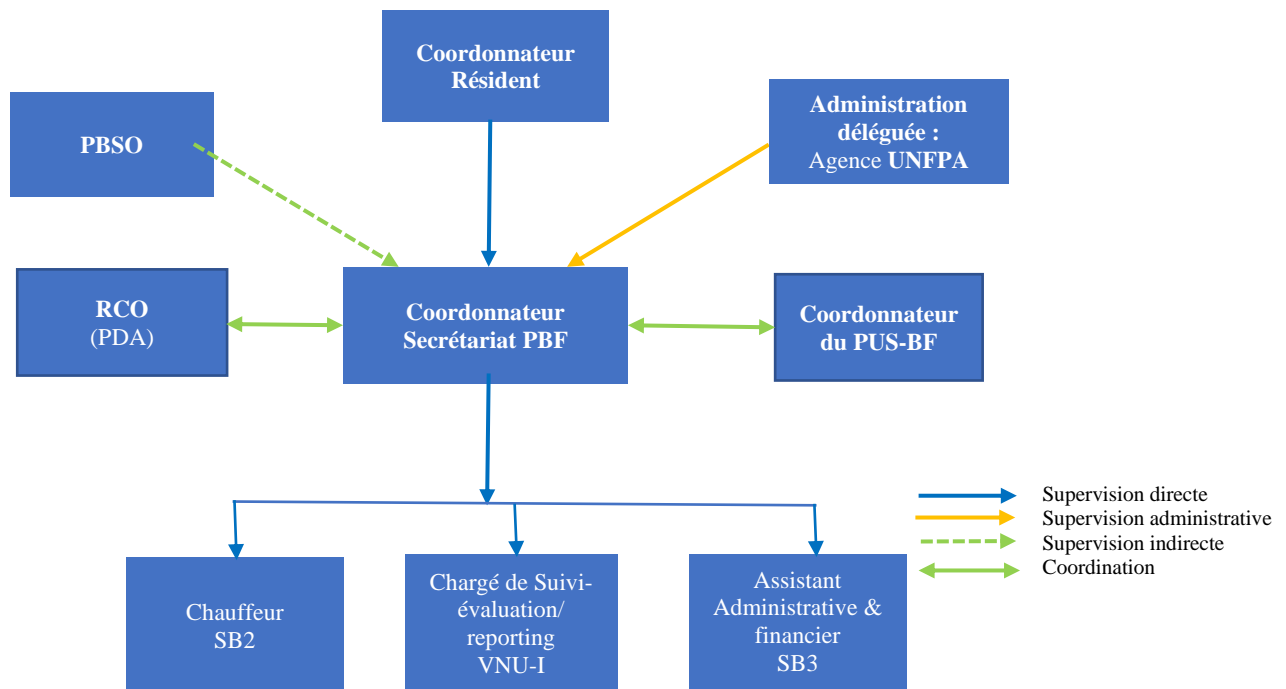 Coordonnateur
Résident
PBSO
Administration
déléguée :
Agence UNFPA
RCO
(PDA)
Coordonnateur
Secrétariat PBF
Coordonnateur
du PUS-BF
Chauffeur
SB2
Chargé de Suivi-
évaluation/
reporting
VNU-I
Assistant
Administrative &
financier
SB3
Supervision directe
Supervision administrative
Supervision indirecte
Coordination